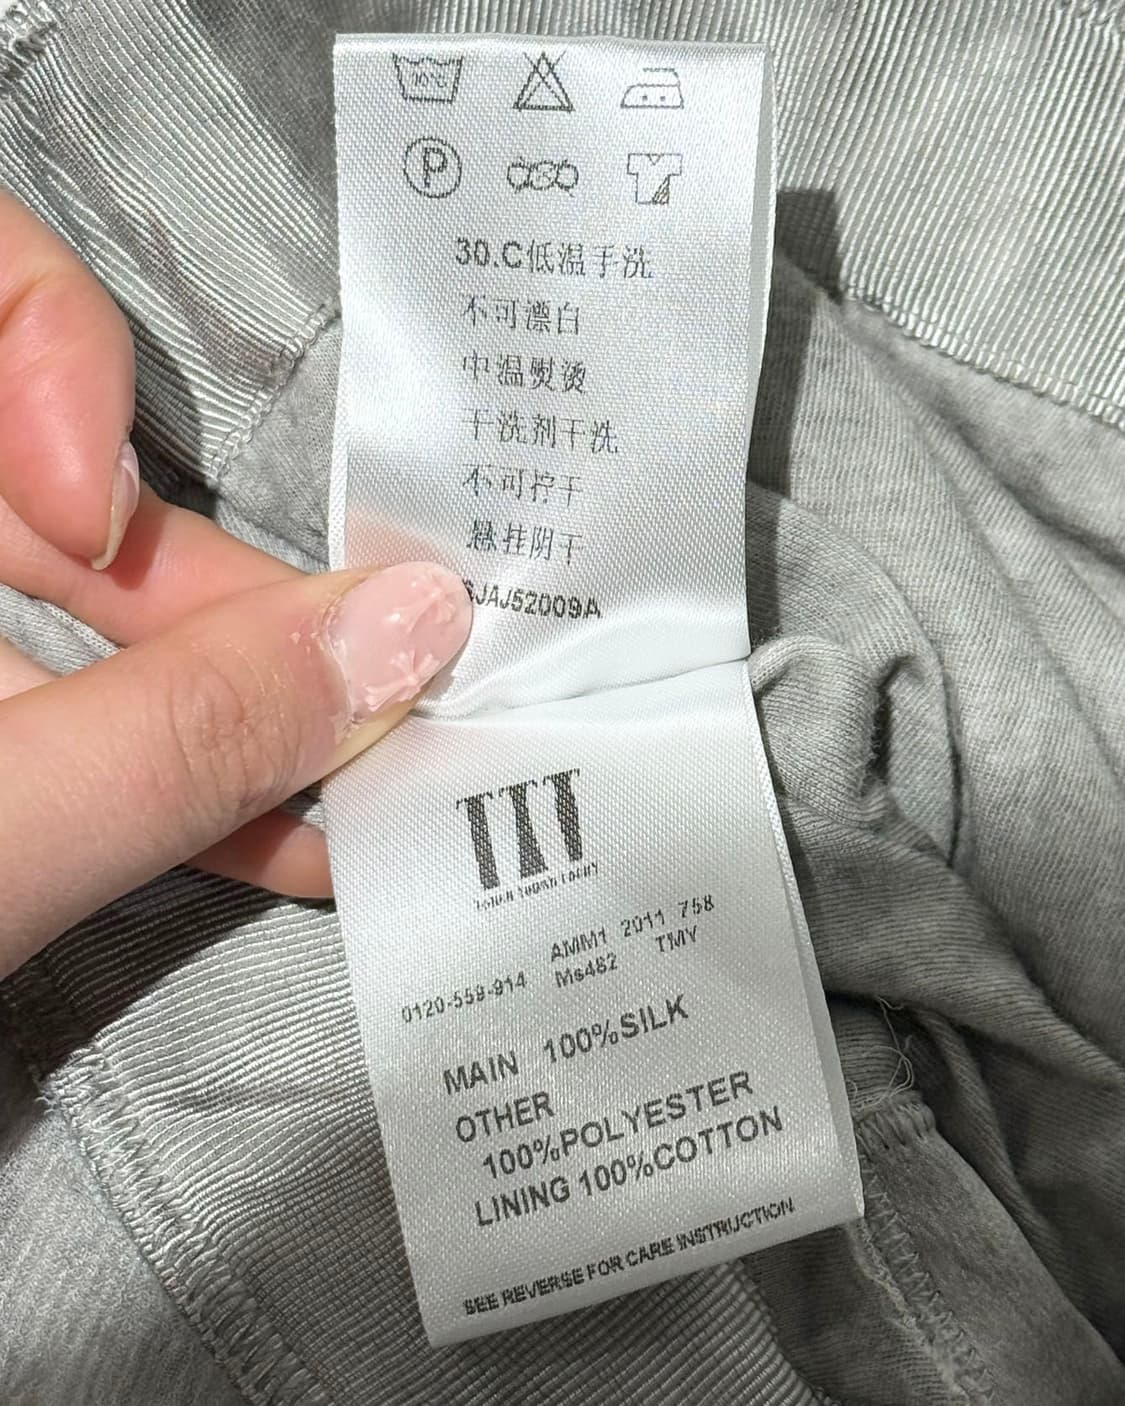 30.C低温手洗
不可漂白
中温熨烫
干洗剂干洗
不可拧干
悬挂阴干
JAJ52009A
TTT
AMM1 2011 758
0120-559-914 Ms482 TMY
MAIN 100%SILK
OTHER
100%POLYESTER
LINING 100%COTTON
SEE REVERSE FOR CARE INSTRUCTION